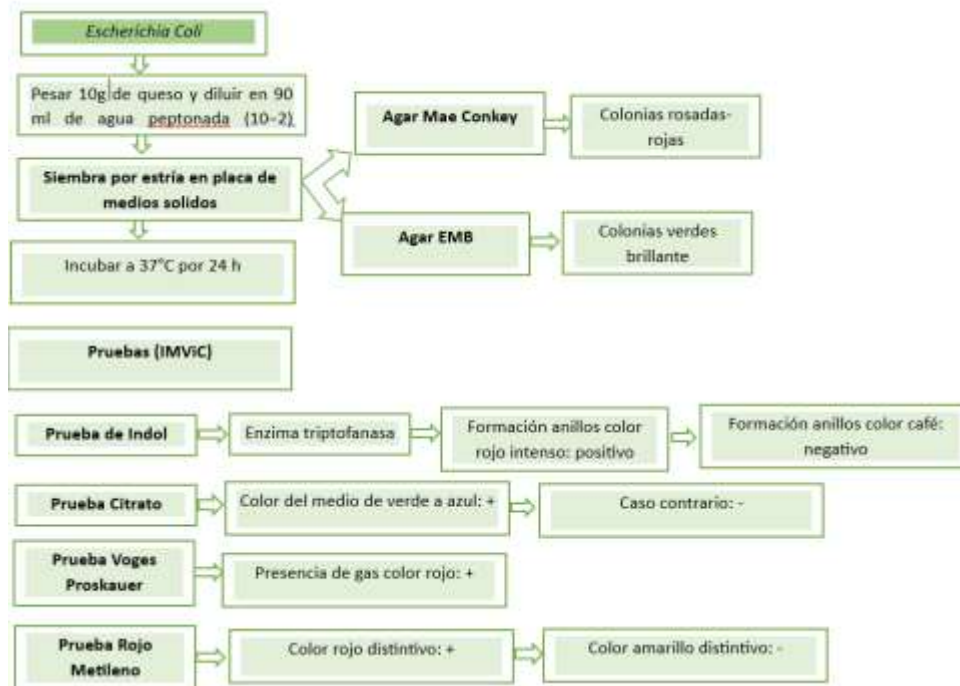 Escherichia Coli
Pesar 10g de queso y diluir en 90
ml de agua peptonada (10-2)
Siembra por estría en placa de
medios solidos
Incubar a 37°C por 24 h
Agar Mae Conkey
Colonias rosadas-
rojas
Agar EMB
Colonias verdes
brillante
Pruebas (IMViC)
Prueba de Indol
Enzima triptofanasa
Formación anillos color
rojo intenso: positivo
Formación anillos color café:
negativo
Prueba Citrato
Color del medio de verde a azul: +
Caso contrario: -
Prueba Voges
Proskauer
Presencia de gas color rojo: +
Prueba Rojo
Metileno
Color rojo distintivo: +
Color amarillo distintivo: -